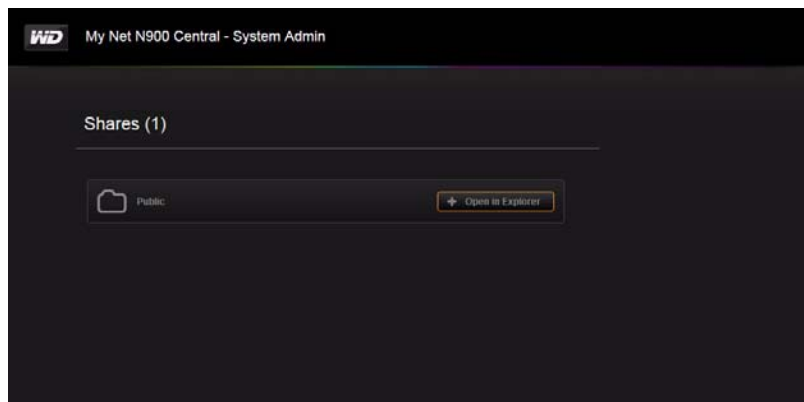 WD
My Net N900 Central - System Admin
Shares (1)
Public
Open in Explorer